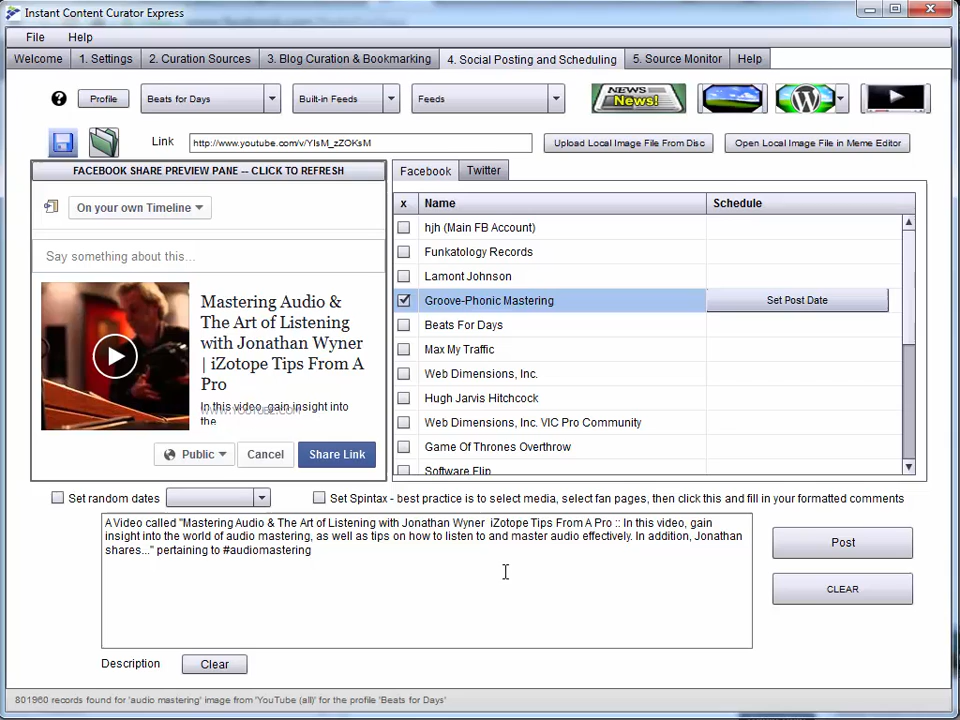 Instant Content Curator Express
File Help
Welcome 1. Settings 2. Curation Sources 3. Blog Curation & Bookmarking 4. Social Posting and Scheduling 5. Source Monitor Help
? Profile Beats for Days Built-in Feeds Feeds NEWS News!
Link http://www.youtube.com/v/YIsM_zZOKsM Upload Local Image File From Disc Open Local Image File in Meme Editor
FACEBOOK SHARE PREVIEW PANE -- CLICK TO REFRESH
On your own Timeline
Say something about this...
Mastering Audio &
The Art of Listening
with Jonathan Wyner
| iZotope Tips From A
Pro
In this video, gain insight into
WWW.YOUTUBE.COM
the
Public Cancel Share Link
Facebook Twitter
x Name Schedule
hjh (Main FB Account)
Funkatology Records
Lamont Johnson
Groove-Phonic Mastering Set Post Date
Beats For Days
Max My Traffic
Web Dimensions, Inc.
Hugh Jarvis Hitchcock
Web Dimensions, Inc. VIC Pro Community
Game Of Thrones Overthrow
Software Flip
Set random dates Set Spintax - best practice is to select media, select fan pages, then click this and fill in your formatted comments
A Video called "Mastering Audio & The Art of Listening with Jonathan Wyner iZotope Tips From A Pro :: In this video, gain
insight into the world of audio mastering, as well as tips on how to listen to and master audio effectively. In addition, Jonathan
shares..." pertaining to #audiomastering
Post
CLEAR
Description Clear
801960 records found for 'audio mastering' image from 'YouTube (all)' for the profile 'Beats for Days'